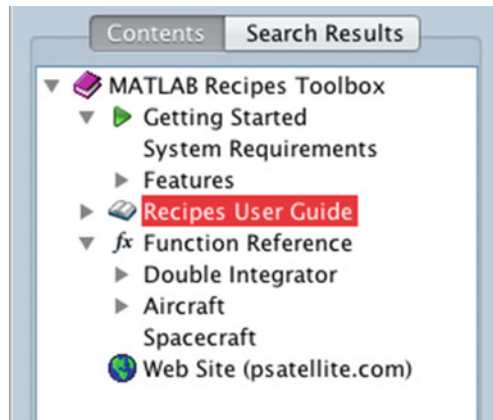 Contents Search Results
MATLAB Recipes Toolbox
Getting Started
System Requirements
Features
Recipes User Guide
fx Function Reference
Double Integrator
Aircraft
Spacecraft
Web Site (psatellite.com)